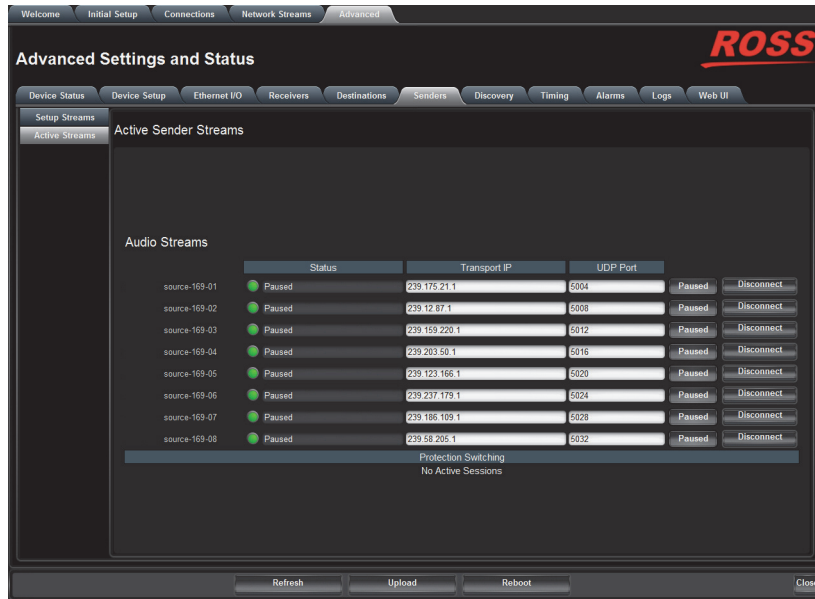 Welcome Initial Setup Connections Network Streams Advanced
Advanced Settings and Status
ROSS
Device Status Device Setup Ethernet I/O Receivers Destinations Senders Discovery Timing Alarms Logs Web UI
Setup Streams
Active Streams
Active Sender Streams
Audio Streams
Status Transport IP UDP Port
source-169-01 Paused 239.175.21.1 5004 Paused Disconnect
source-169-02 Paused 239.12.87.1 5008 Paused Disconnect
source-169-03 Paused 239.159.220.1 5012 Paused Disconnect
source-169-04 Paused 239.203.50.1 5016 Paused Disconnect
source-169-05 Paused 239.123.166.1 5020 Paused Disconnect
source-169-06 Paused 239.237.179.1 5024 Paused Disconnect
source-169-07 Paused 239.186.109.1 5028 Paused Disconnect
source-169-08 Paused 239.58.205.1 5032 Paused Disconnect
Protection Switching
No Active Sessions
Refresh Upload Reboot Clos